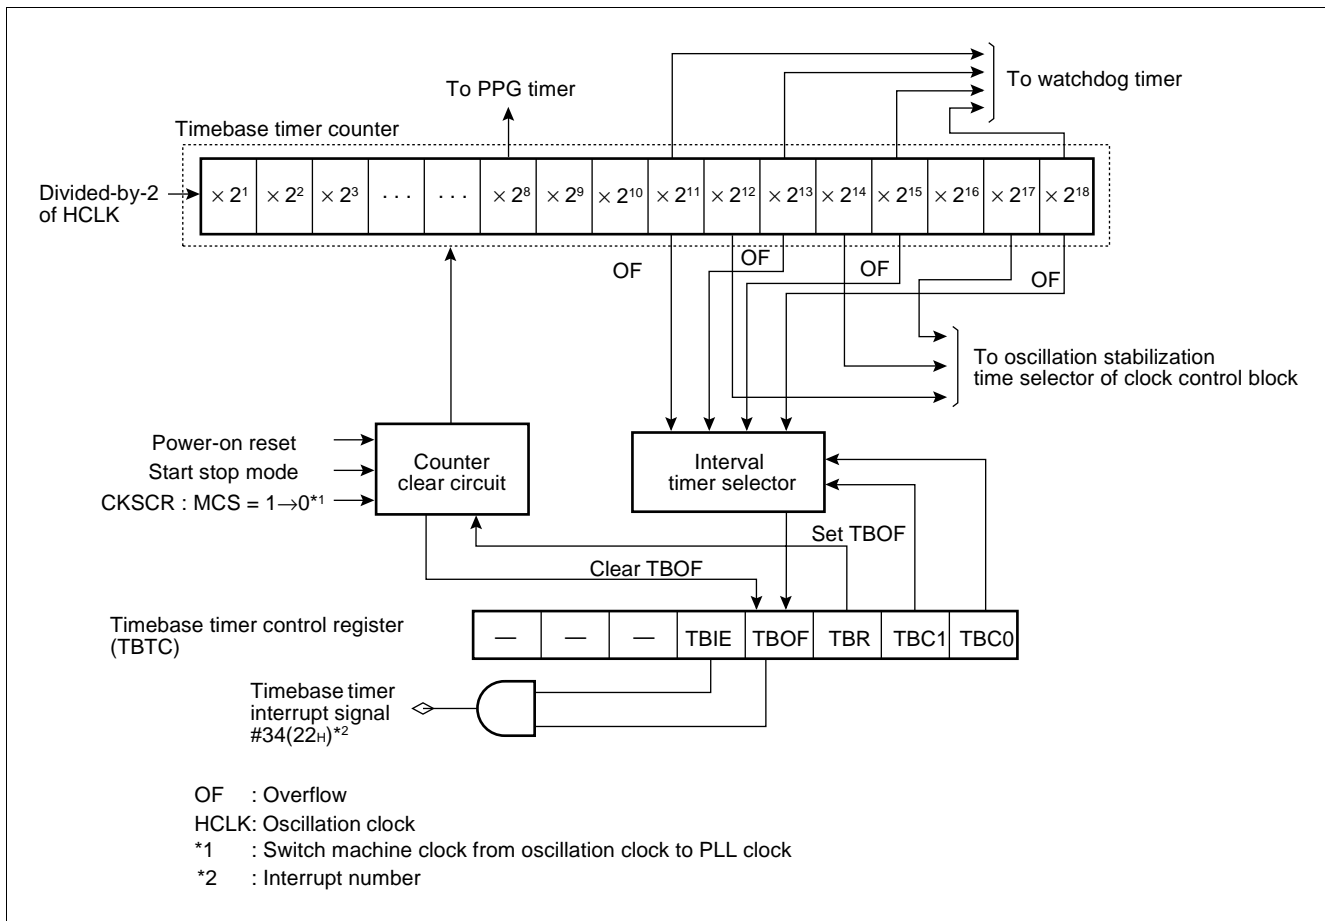 To watchdog timer
To PPG timer
Timebase timer counter
Divided-by-2
of HCLK
× 2¹ × 2² × 2³ ··· ··· × 2⁸ × 2⁹ × 2¹⁰ × 2¹¹ × 2¹² × 2¹³ × 2¹⁴ × 2¹⁵ × 2¹⁶ × 2¹⁷ × 2¹⁸
OF OF OF OF
To oscillation stabilization
time selector of clock control block
Power-on reset
Start stop mode
CKSCR : MCS = 1→0*1
Counter
clear circuit
Interval
timer selector
Set TBOF
Clear TBOF
Timebase timer control register
(TBTC)
— — — TBIE TBOF TBR TBC1 TBC0
Timebase timer
interrupt signal
#34(22H)*2
OF : Overflow
HCLK: Oscillation clock
*1 : Switch machine clock from oscillation clock to PLL clock
*2 : Interrupt number